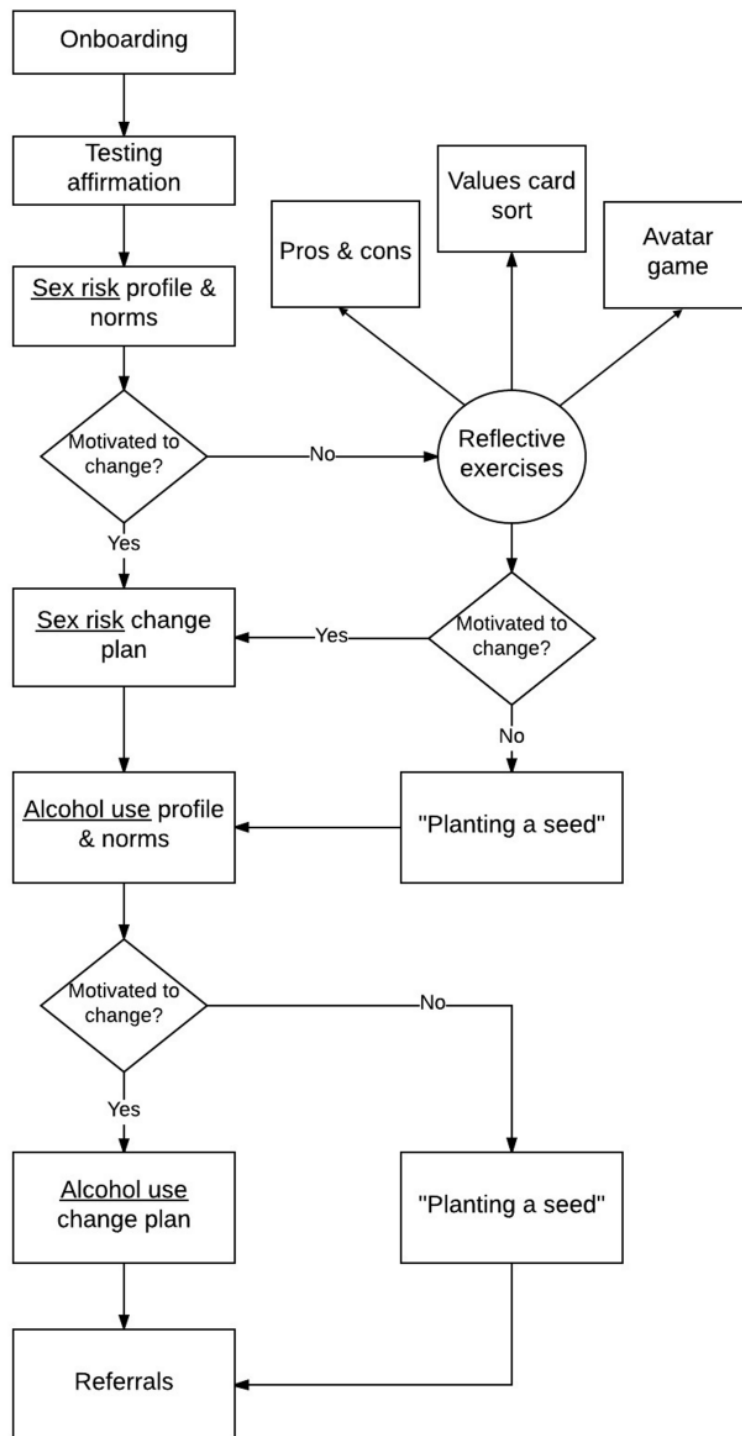 Onboarding
Testing
affirmation
Values card
sort
Pros & cons
Avatar
game
Sex risk profile &
norms
Motivated to
change?
No
Reflective
exercises
Yes
Sex risk change
plan
Yes
Motivated to
change?
No
Alcohol use profile
& norms
"Planting a seed"
Motivated to
change?
No
Yes
Alcohol use
change plan
"Planting a seed"
Referrals